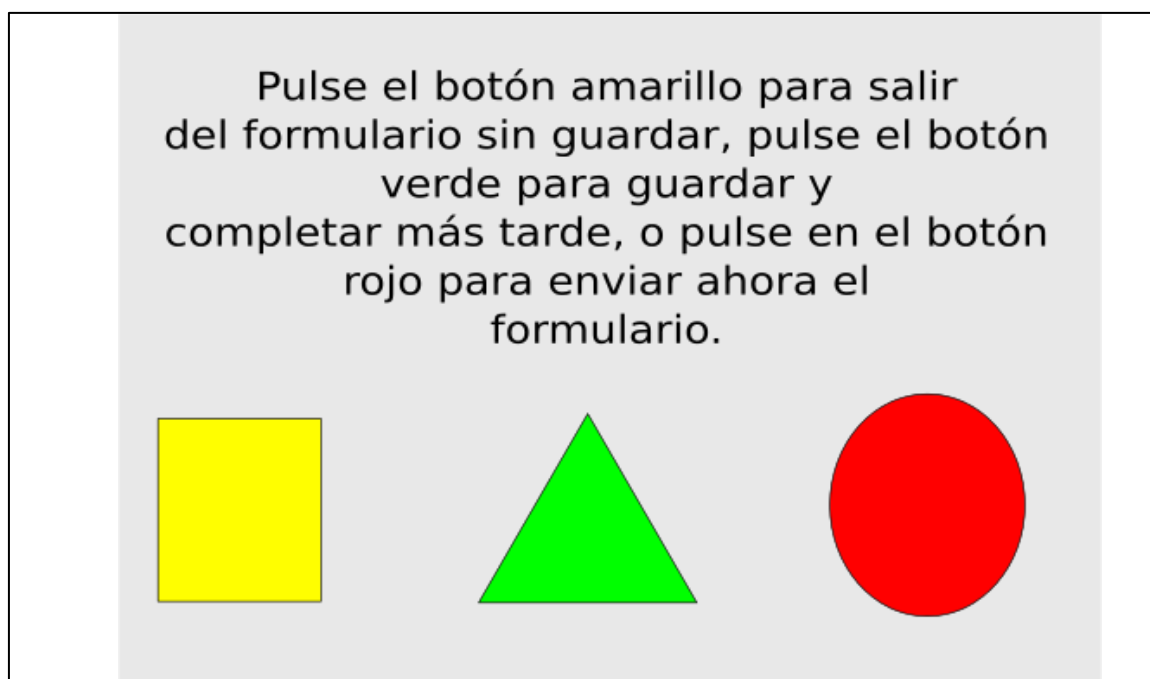 Pulse el botón amarillo para salir
del formulario sin guardar, pulse el botón
verde para guardar y
completar más tarde, o pulse en el botón
rojo para enviar ahora el
formulario.